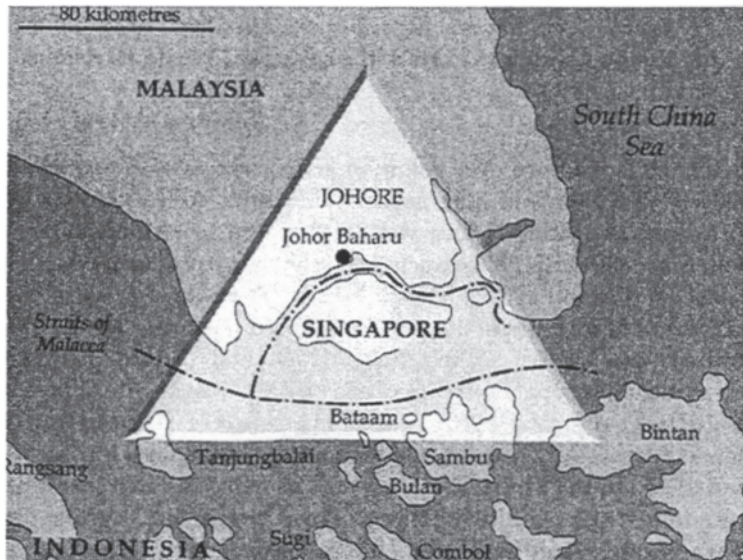 80 kilometres
MALAYSIA
South China
Sea
JOHORE
Johor Baharu
Straits of
Malacca
SINGAPORE
Bataam
Bintan
Rangsang
Tanjungbalai
Sambu
Bulan
INDONESIA
Sugi
Combol